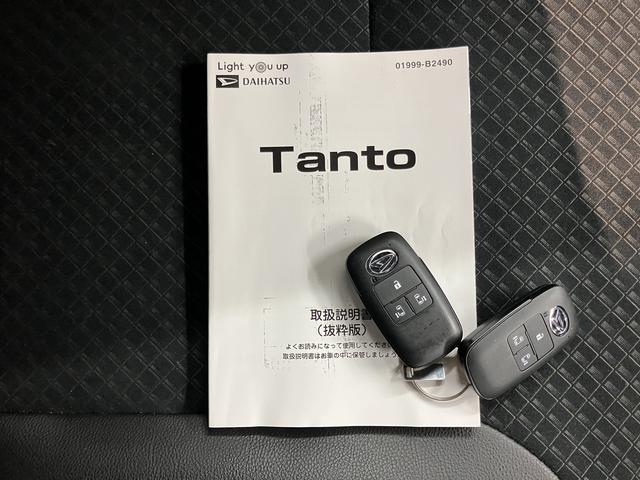 Light you up
DAIHATSU
01999-B2490
Tanto
取扱説明書
（抜粋版）
よくお読みになって使用してください
取扱説明書はお車の中に保管しましょう